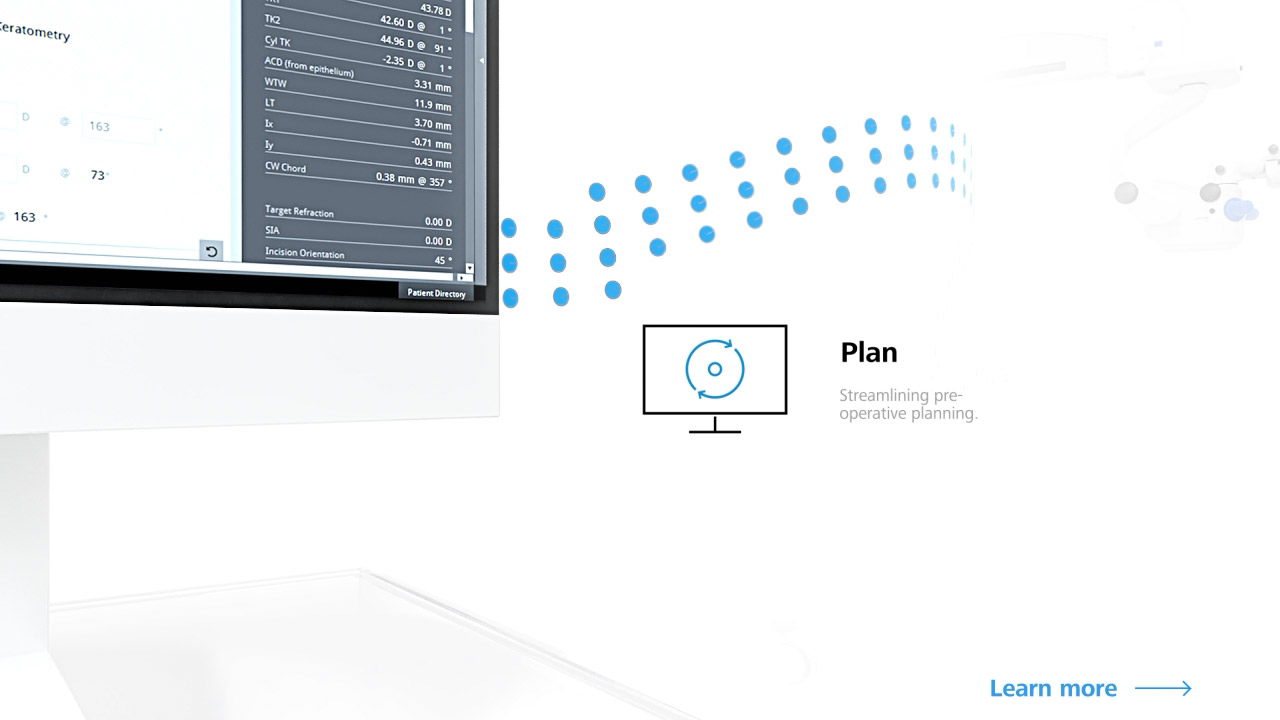 Keratometry
D @ 163 °
D @ 73°
@ 163 °
43.78 D
TK2 42.60 D @ 1 °
Cyl TK 44.96 D @ 91 °
ACD (from epithelium) -2.35 D @ 1 °
WTW 3.31 mm
LT 11.9 mm
Ix 3.70 mm
Iy -0.71 mm
CW Chord 0.43 mm
0.38 mm @ 357 °
Target Refraction 0.00 D
SIA 0.00 D
Incision Orientation 45 °
Patient Directory
Plan
Streamlining pre-
operative planning.
Learn more